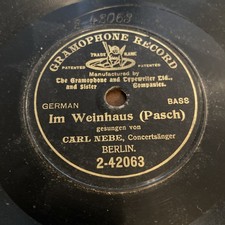 2-42063
GRAMOPHONE RECORD
TRADE MARK
PATENTED PATENTED
Manufactured by
The Gramophone and Typewriter Ltd.,
and Sister Companies.
GERMAN BASS
Im Weinhaus (Pasch)
gesungen von
CARL NEBE, Concertsänger
BERLIN.
2-42063